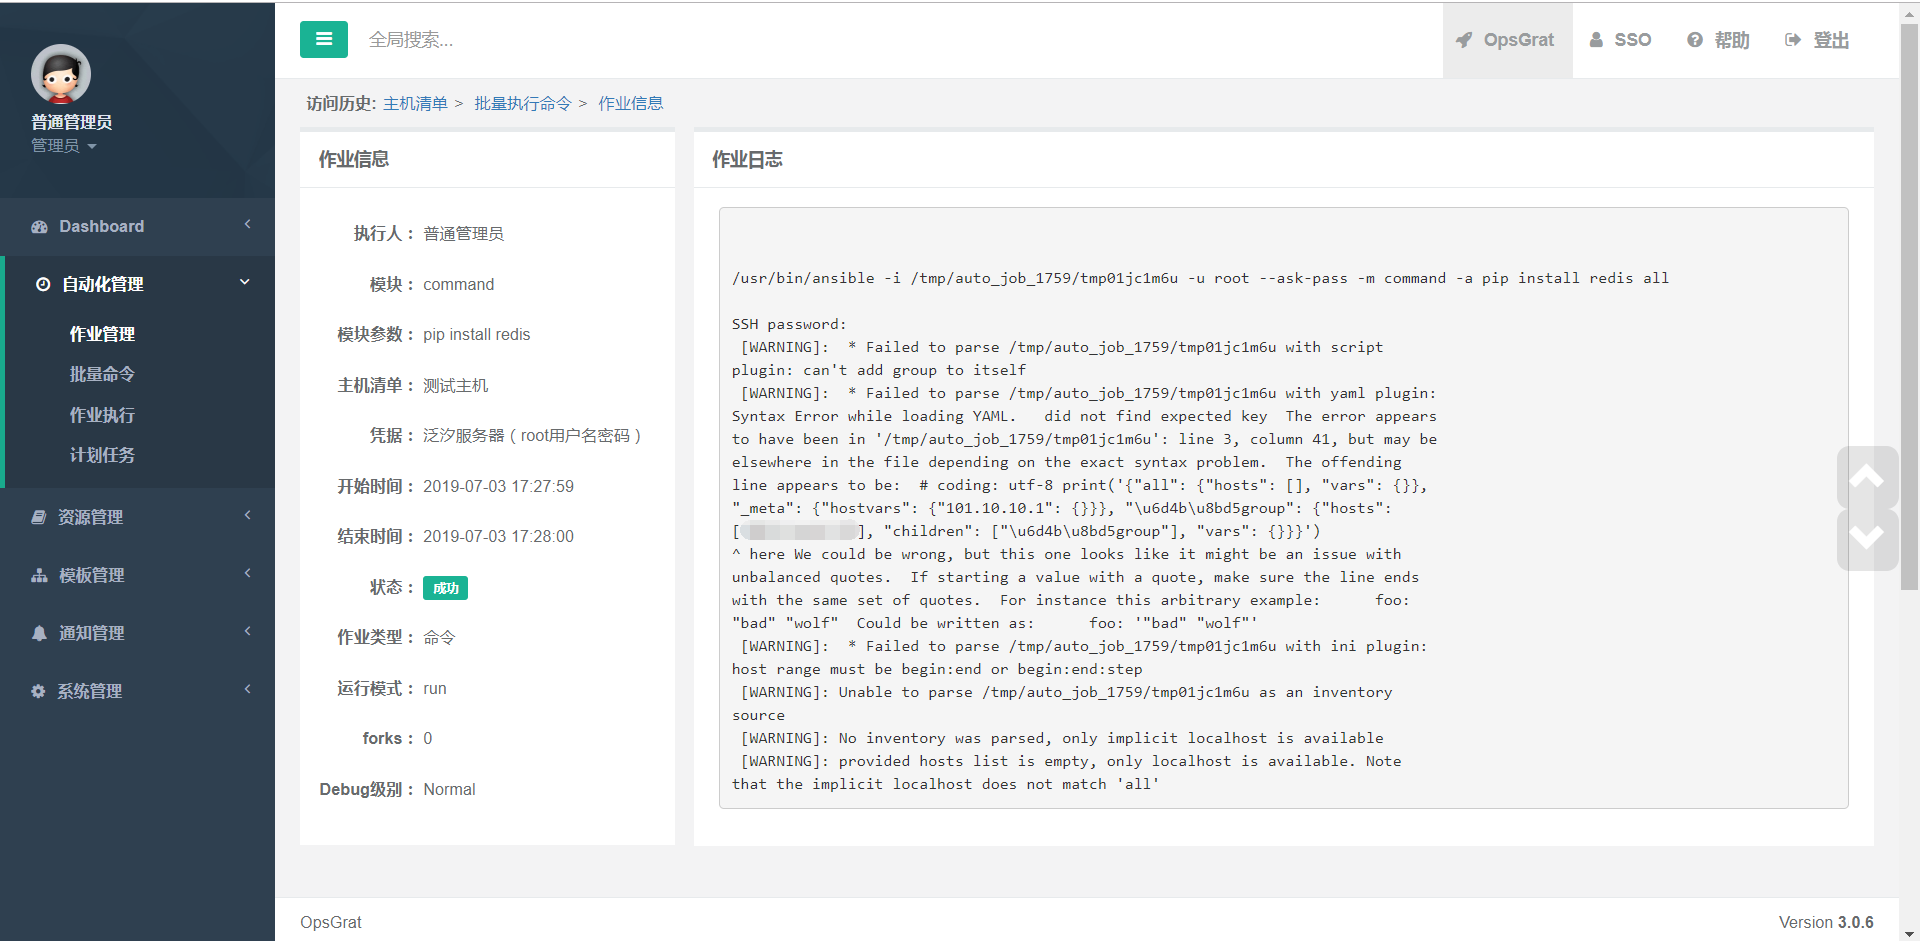 全局搜索...
OpsGrat
SSO
帮助
登出
普通管理员
管理员
Dashboard
自动化管理
作业管理
批量命令
作业执行
计划任务
资源管理
模板管理
通知管理
系统管理
访问历史: 主机清单 > 批量执行命令 > 作业信息
作业信息
执行人： 普通管理员
模块： command
模块参数： pip install redis
主机清单： 测试主机
凭据： 泛汐服务器（root用户名密码）
开始时间： 2019-07-03 17:27:59
结束时间： 2019-07-03 17:28:00
状态： 成功
作业类型： 命令
运行模式： run
forks： 0
Debug级别： Normal
作业日志
/usr/bin/ansible -i /tmp/auto_job_1759/tmp01jc1m6u -u root --ask-pass -m command -a pip install redis all
SSH password:
[WARNING]:  * Failed to parse /tmp/auto_job_1759/tmp01jc1m6u with script
plugin: can't add group to itself
[WARNING]:  * Failed to parse /tmp/auto_job_1759/tmp01jc1m6u with yaml plugin:
Syntax Error while loading YAML.   did not find expected key  The error appears
to have been in '/tmp/auto_job_1759/tmp01jc1m6u': line 3, column 41, but may be
elsewhere in the file depending on the exact syntax problem.  The offending
line appears to be:  # coding: utf-8 print('{"all": {"hosts": [], "vars": {}},
"_meta": {"hostvars": {"101.10.10.1": {}}}, "\u6d4b\u8bd5group": {"hosts":
[ ], "children": ["\u6d4b\u8bd5group"], "vars": {}}}')
^ here We could be wrong, but this one looks like it might be an issue with
unbalanced quotes.  If starting a value with a quote, make sure the line ends
with the same set of quotes.  For instance this arbitrary example:      foo:
"bad" "wolf"  Could be written as:      foo: '"bad" "wolf"'
[WARNING]:  * Failed to parse /tmp/auto_job_1759/tmp01jc1m6u with ini plugin:
host range must be begin:end or begin:end:step
[WARNING]: Unable to parse /tmp/auto_job_1759/tmp01jc1m6u as an inventory
source
[WARNING]: No inventory was parsed, only implicit localhost is available
[WARNING]: provided hosts list is empty, only localhost is available. Note
that the implicit localhost does not match 'all'
OpsGrat
Version 3.0.6